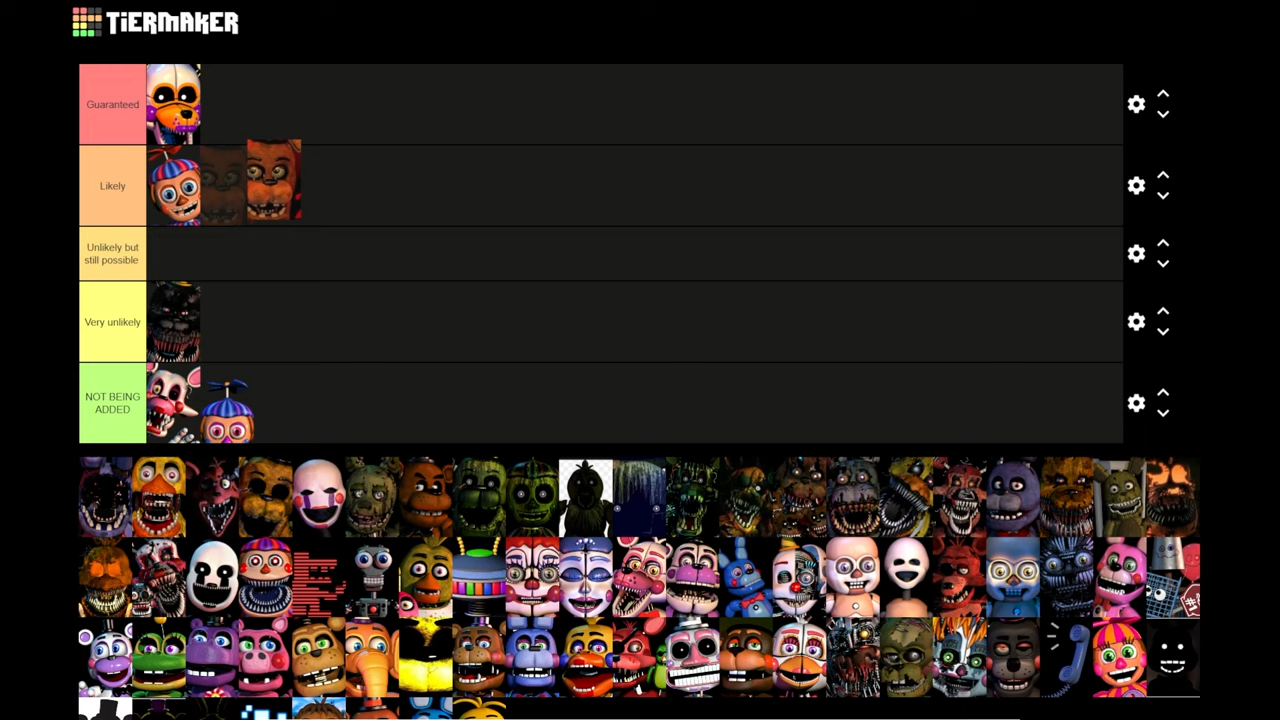 TiERMAKER
Guaranteed
Likely
Unlikely but
still possible
Very unlikely
NOT BEING
ADDED